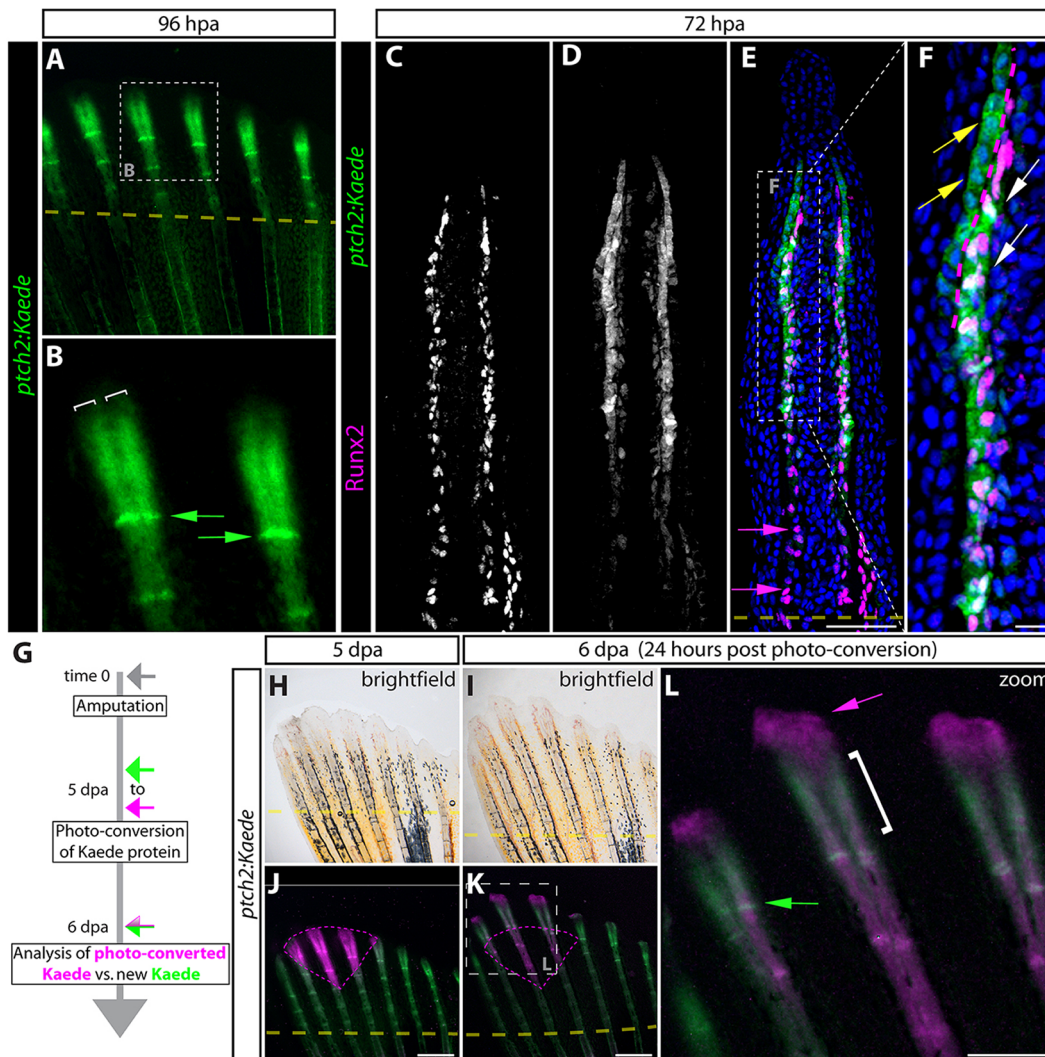 96 hpa
72 hpa
ptch2:Kaede
A
B
B
ptch2:Kaede
Runx2
C
D
E
F
F
G
time 0
Amputation
5 dpa
to
Photo-conversion
of Kaede protein
6 dpa
Analysis of photo-converted
Kaede vs. new Kaede
ptch2:Kaede
5 dpa
6 dpa (24 hours post photo-conversion)
H
brightfield
I
brightfield
J
K
L
L
zoom